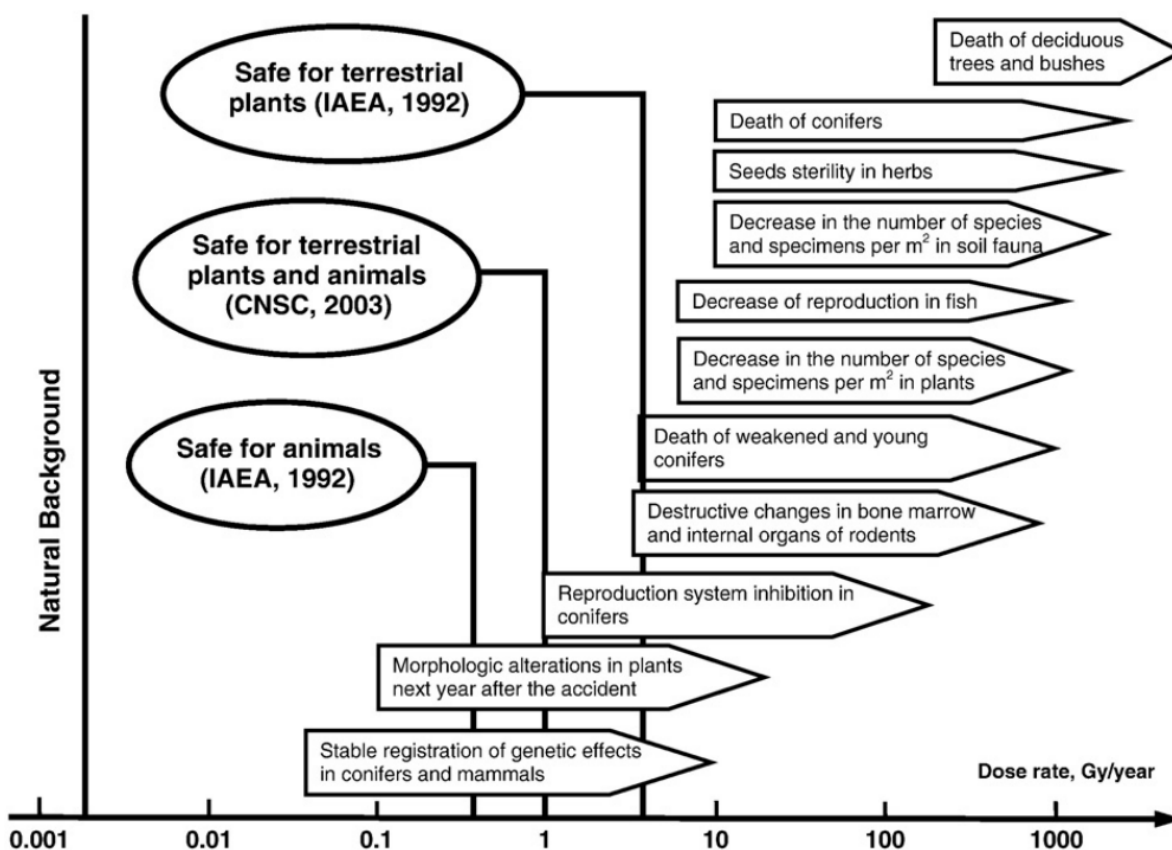 Death of deciduous
trees and bushes
Safe for terrestrial
plants (IAEA, 1992)
Death of conifers
Seeds sterility in herbs
Decrease in the number of species
and specimens per m² in soil fauna
Safe for terrestrial
plants and animals
(CNSC, 2003)
Decrease of reproduction in fish
Decrease in the number of species
and specimens per m² in plants
Safe for animals
(IAEA, 1992)
Death of weakened and young
conifers
Destructive changes in bone marrow
and internal organs of rodents
Natural Background
Reproduction system inhibition in
conifers
Morphologic alterations in plants
next year after the accident
Stable registration of genetic effects
in conifers and mammals
Dose rate, Gy/year
0.001 0.01 0.1 1 10 100 1000